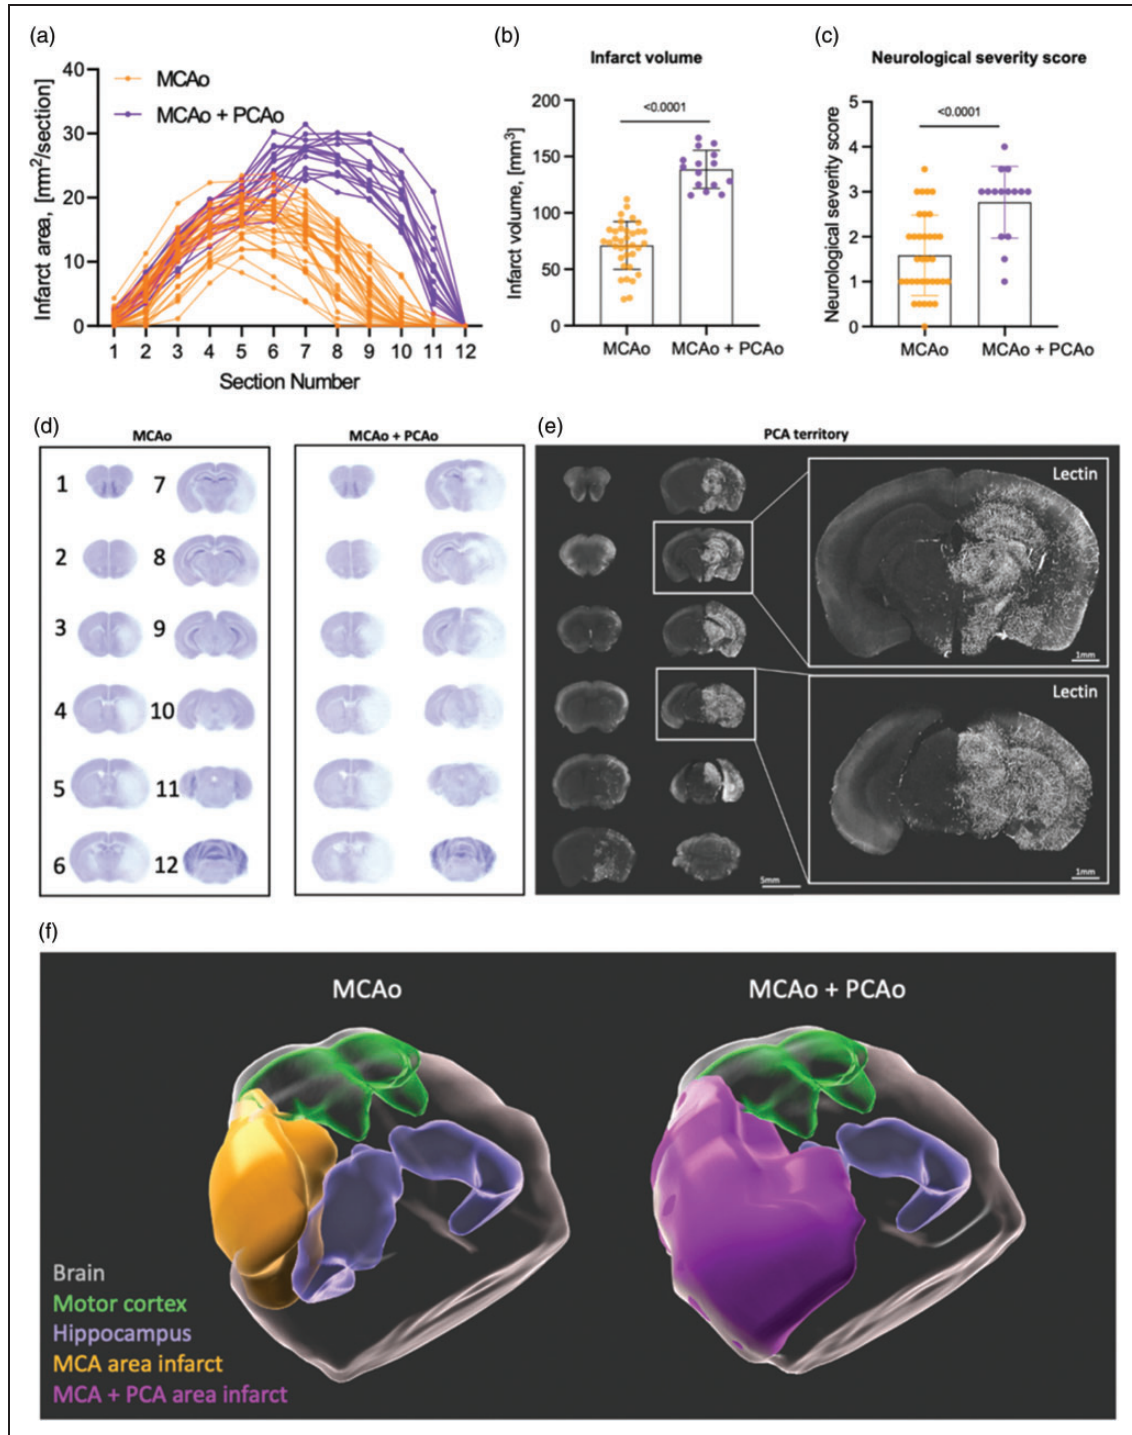 (a)
Infarct area, [mm²/section]
40
30
20
10
0
MCAo
MCAo + PCAo
1 2 3 4 5 6 7 8 9 10 11 12
Section Number
(b)
Infarct volume
Infarct volume, [mm³]
200
150
100
50
0
<0.0001
MCAo MCAo + PCAo
(c)
Neurological severity score
Neurological severity score
5
4
3
2
1
0
<0.0001
MCAo MCAo + PCAo
(d)
MCAo
MCAo + PCAo
1 7
2 8
3 9
4 10
5 11
6 12
(e)
PCA territory
Lectin
1mm
Lectin
1mm
5mm
(f)
MCAo
MCAo + PCAo
Brain
Motor cortex
Hippocampus
MCA area infarct
MCA + PCA area infarct